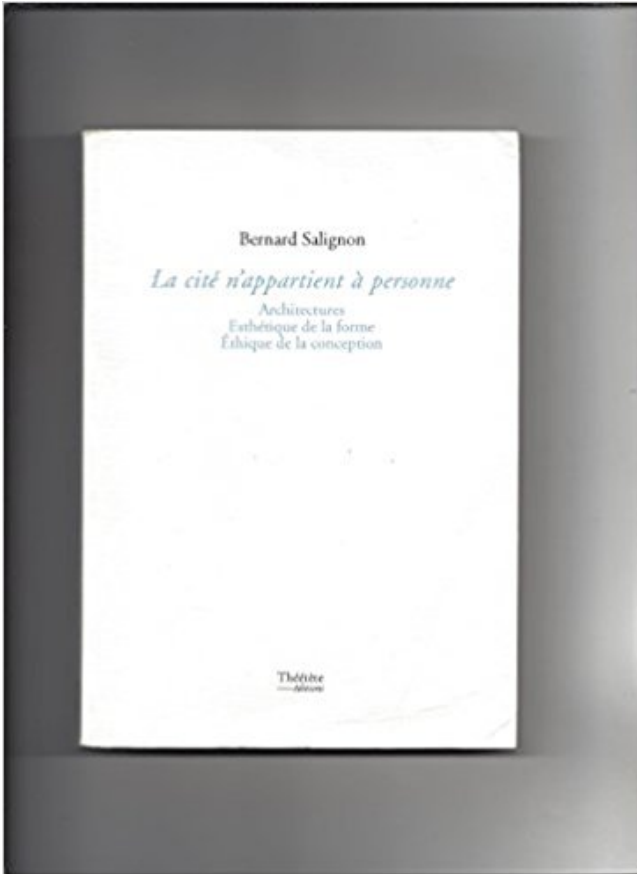 Bernard Salignon
La cité n'appartient à personne
Architectures
Esthétique de la forme
Éthique de la conception
Théétète
éditions